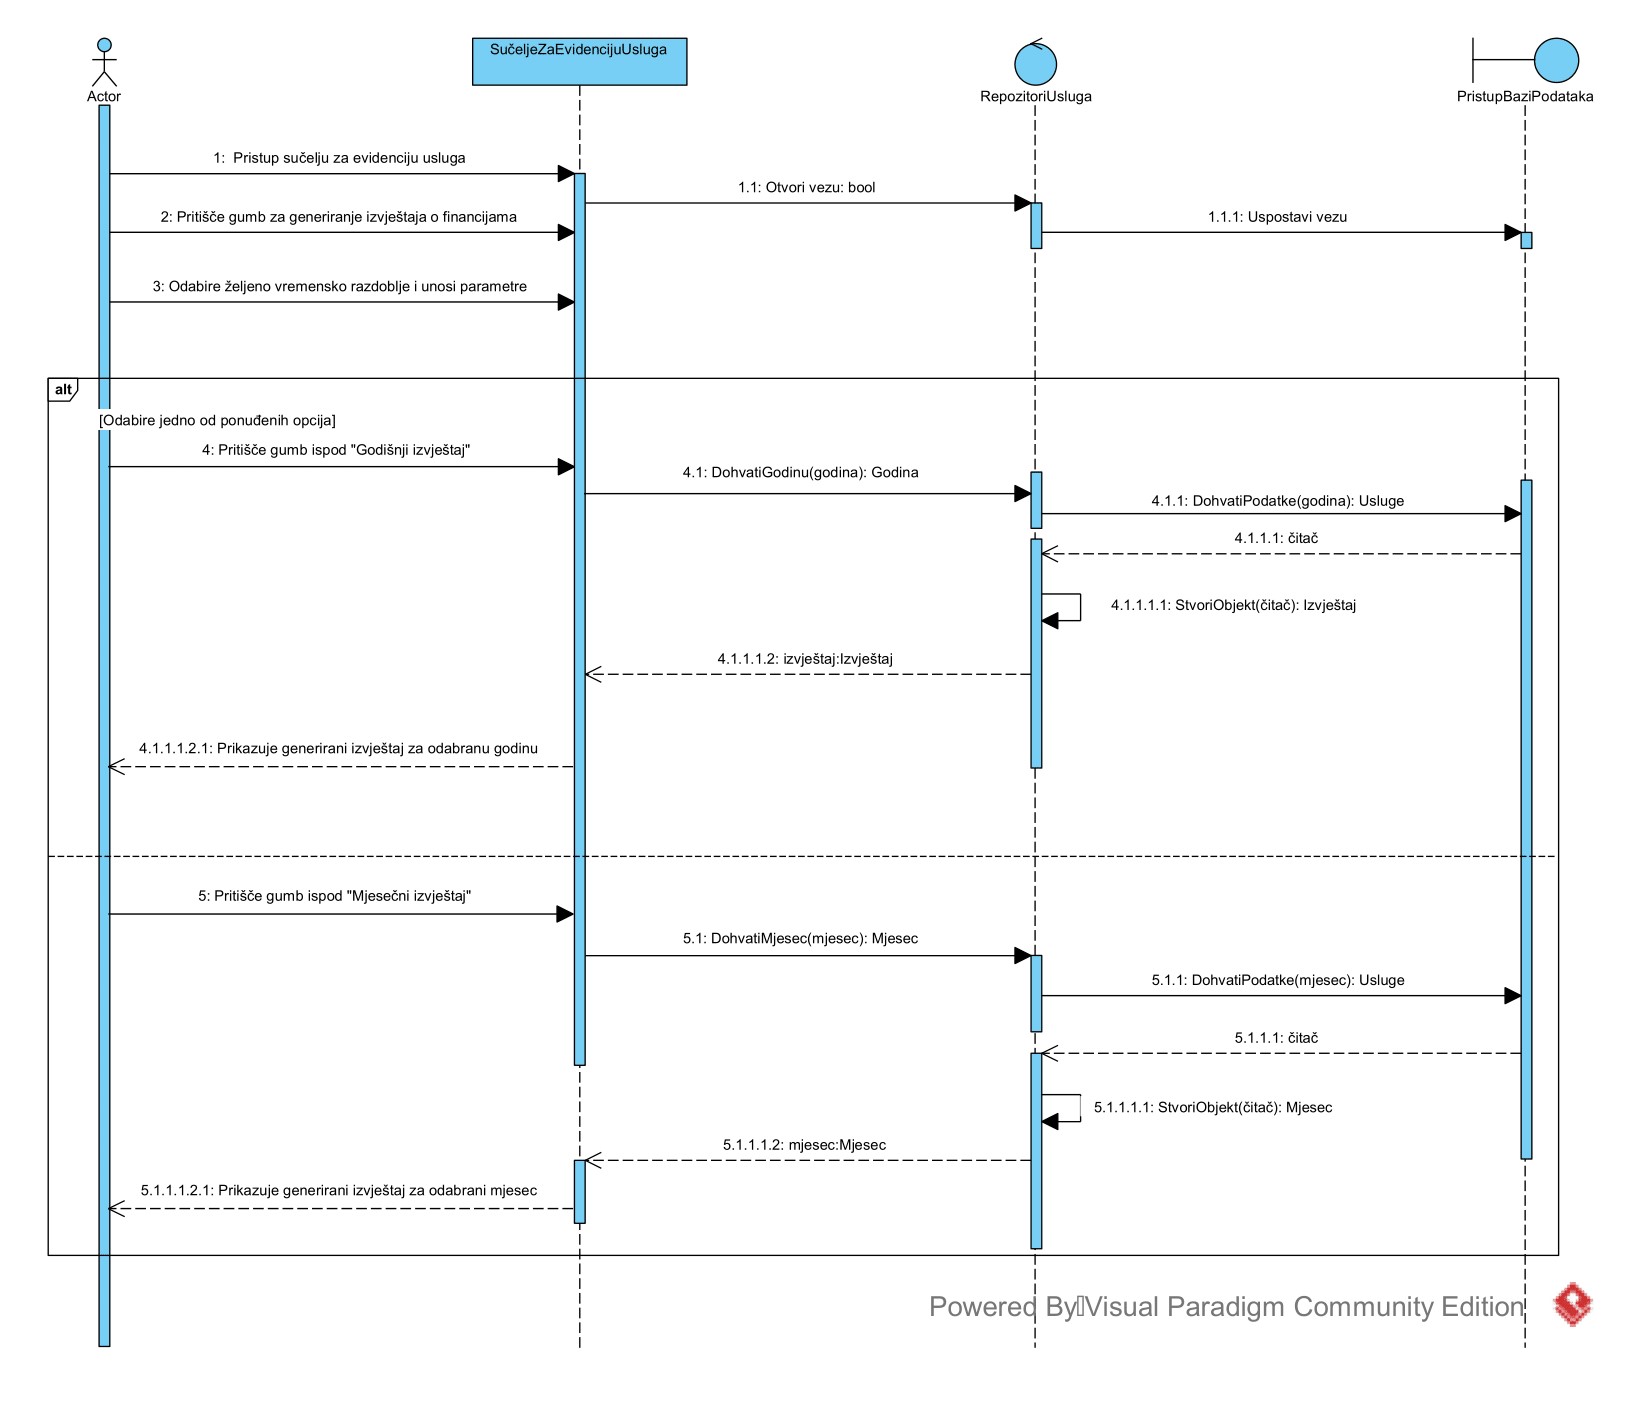 SučeljeZaEvidencijuUsluga
Actor
RepozitoriUsluga
PristupBaziPodataka
1:  Pristup sučelju za evidenciju usluga
1.1: Otvori vezu: bool
2: Pritišče gumb za generiranje izvještaja o financijama
1.1.1: Uspostavi vezu
3: Odabire željeno vremensko razdoblje i unosi parametre
alt
[Odabire jedno od ponuđenih opcija]
4: Pritišče gumb ispod "Godišnji izvještaj"
4.1: DohvatiGodinu(godina): Godina
4.1.1: DohvatiPodatke(godina): Usluge
4.1.1.1: čitač
4.1.1.1.1: StvoriObjekt(čitač): Izvještaj
4.1.1.1.2: izvještaj:Izvještaj
4.1.1.1.2.1: Prikazuje generirani izvještaj za odabranu godinu
5: Pritišče gumb ispod "Mjesečni izvještaj"
5.1: DohvatiMjesec(mjesec): Mjesec
5.1.1: DohvatiPodatke(mjesec): Usluge
5.1.1.1: čitač
5.1.1.1.1: StvoriObjekt(čitač): Mjesec
5.1.1.1.2: mjesec:Mjesec
5.1.1.1.2.1: Prikazuje generirani izvještaj za odabrani mjesec
Powered By Visual Paradigm Community Edition